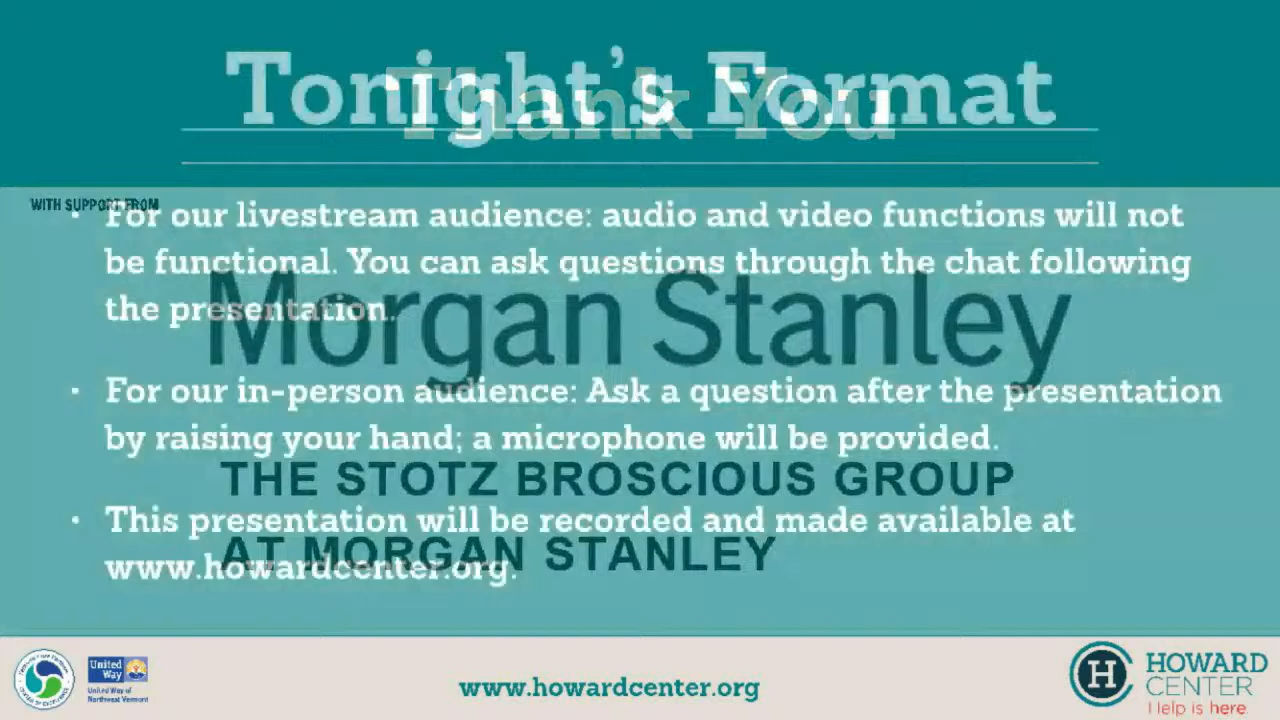 Tonight's Format
Thank You
WITH SUPPORT FROM
• For our livestream audience: audio and video functions will not
be functional. You can ask questions through the chat following
the presentation.
Morgan Stanley
• For our in-person audience: Ask a question after the presentation
by raising your hand; a microphone will be provided.
THE STOTZ BROSCIOUS GROUP
• This presentation will be recorded and made available at
AT MORGAN STANLEY
www.howardcenter.org.
United
Way
United Way of
Northwest Vermont
www.howardcenter.org
H
HOWARD
CENTER
Help is here.